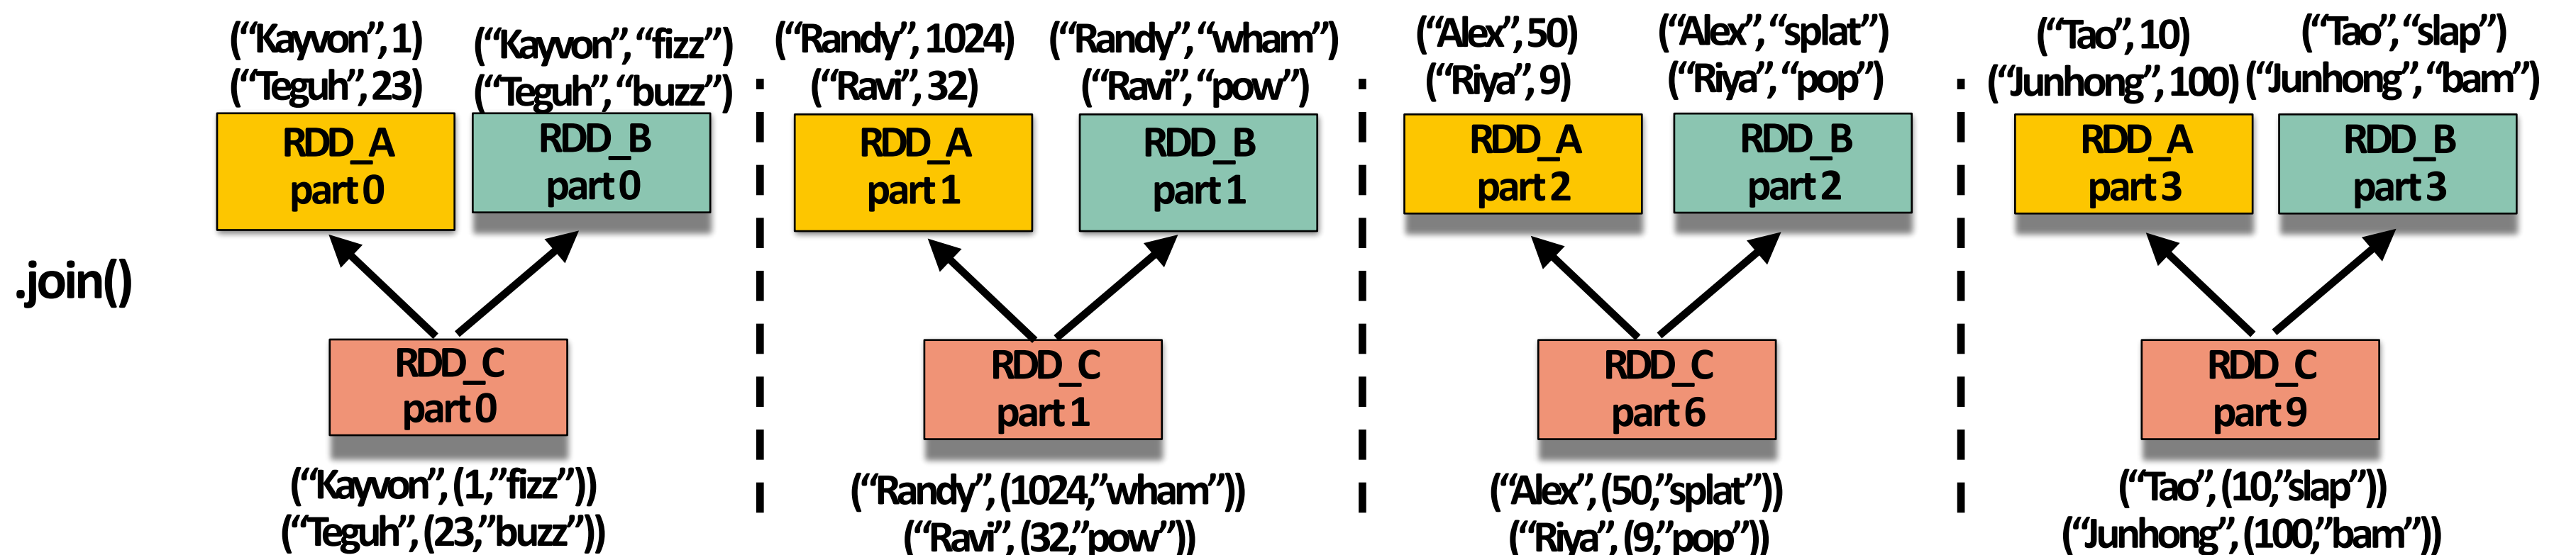 ("Kayvon", 1)
("Teguh", 23)
("Kayvon", "fizz")
("Teguh", "buzz")
RDD_A
part 0
RDD_B
part 0
("Randy", 1024)
("Ravi", 32)
("Randy", "wham")
("Ravi", "pow")
RDD_A
part 1
RDD_B
part 1
("Alex", 50)
("Riya", 9)
("Alex", "splat")
("Riya", "pop")
RDD_A
part 2
RDD_B
part 2
("Tao", 10)
("Junhong", 100)
("Tao", "slap")
("Junhong", "bam")
RDD_A
part 3
RDD_B
part 3
.join()
RDD_C
part 0
("Kayvon", (1,"fizz"))
("Teguh", (23,"buzz"))
RDD_C
part 1
("Randy", (1024,"wham"))
("Ravi", (32,"pow"))
RDD_C
part 6
("Alex", (50,"splat"))
("Riya", (9,"pop"))
RDD_C
part 9
("Tao", (10,"slap"))
("Junhong", (100,"bam"))